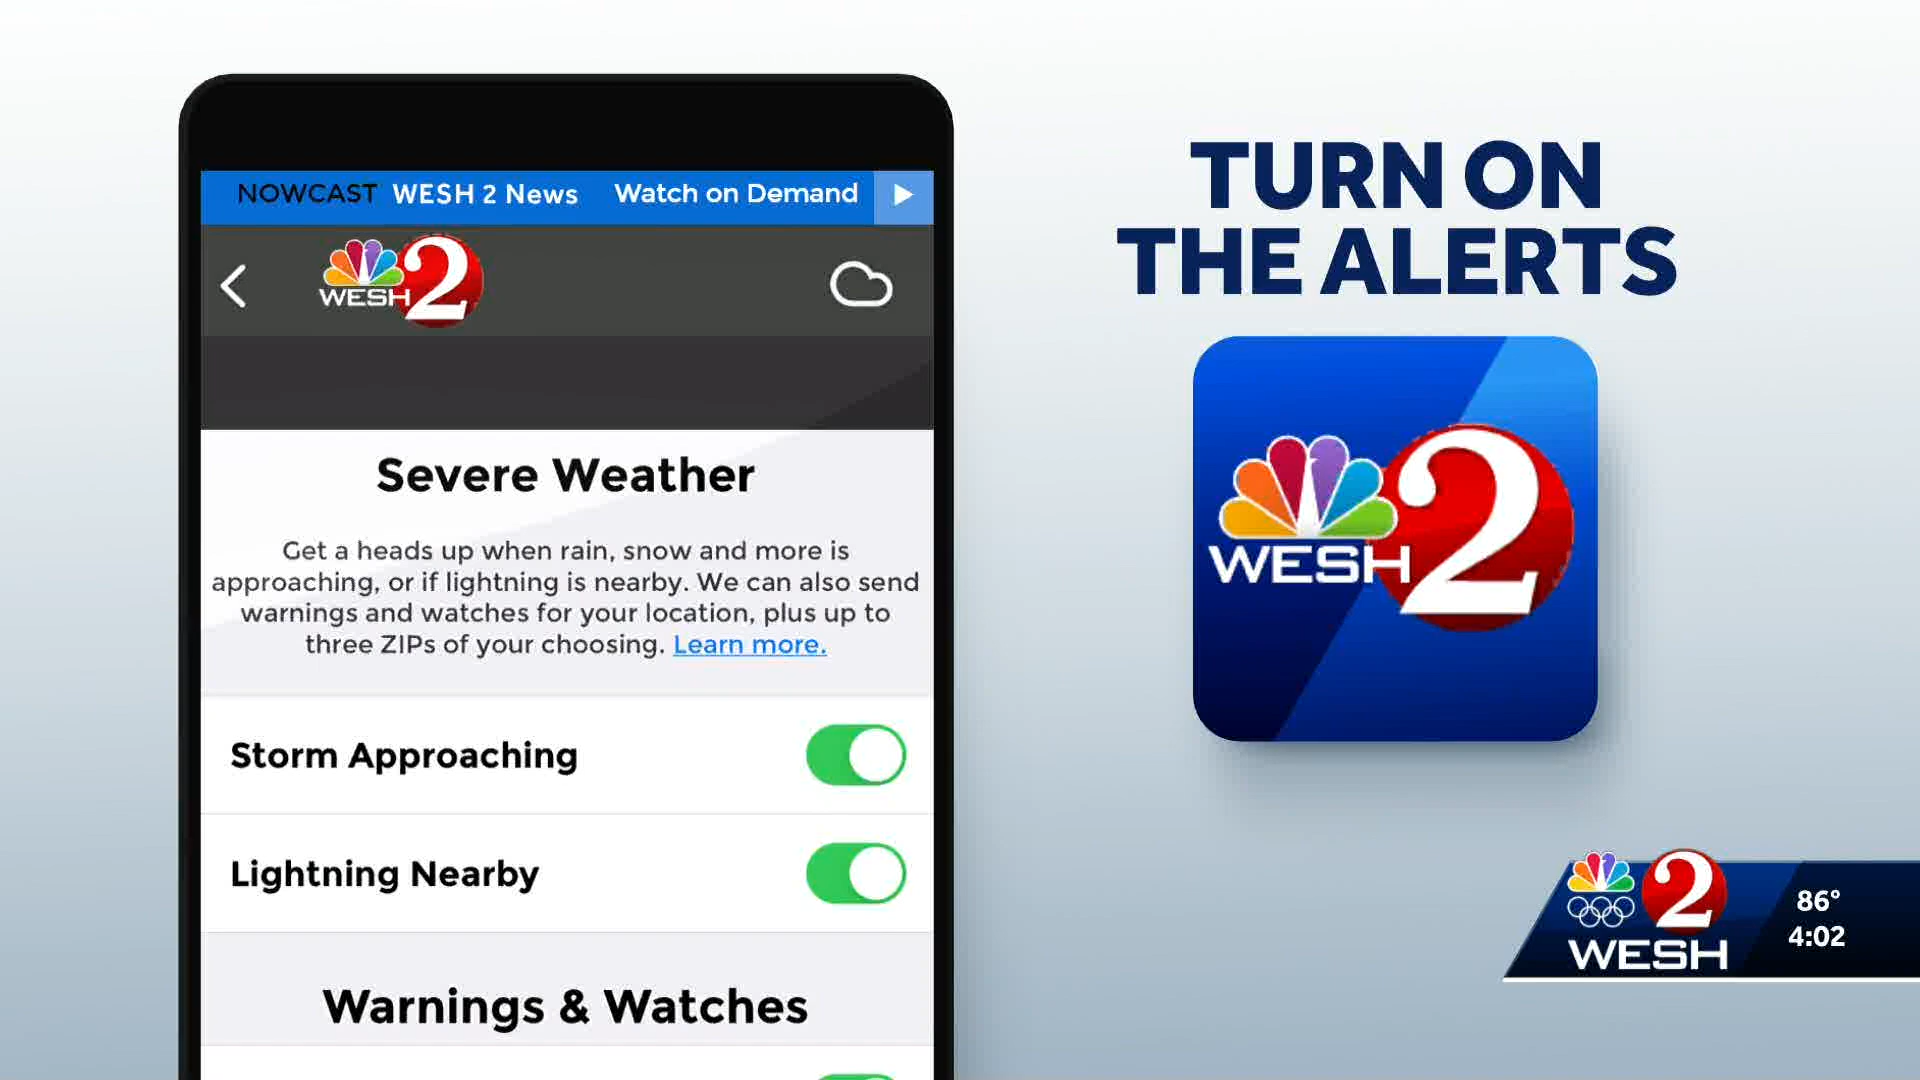 NOWCAST WESH 2 News Watch on Demand
WESH 2
Severe Weather
Get a heads up when rain, snow and more is
approaching, or if lightning is nearby. We can also send
warnings and watches for your location, plus up to
three ZIPs of your choosing. Learn more.
Storm Approaching
Lightning Nearby
Warnings & Watches
TURN ON
THE ALERTS
WESH 2
2
WESH
86°
4:02